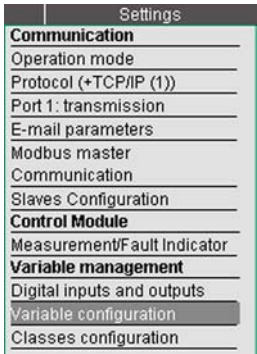 Settings
Communication
Operation mode
Protocol (+TCP/IP (1))
Port 1: transmission
E-mail parameters
Modbus master
Communication
Slaves Configuration
Control Module
Measurement/Fault Indicator
Variable management
Digital inputs and outputs
Variable configuration
Classes configuration